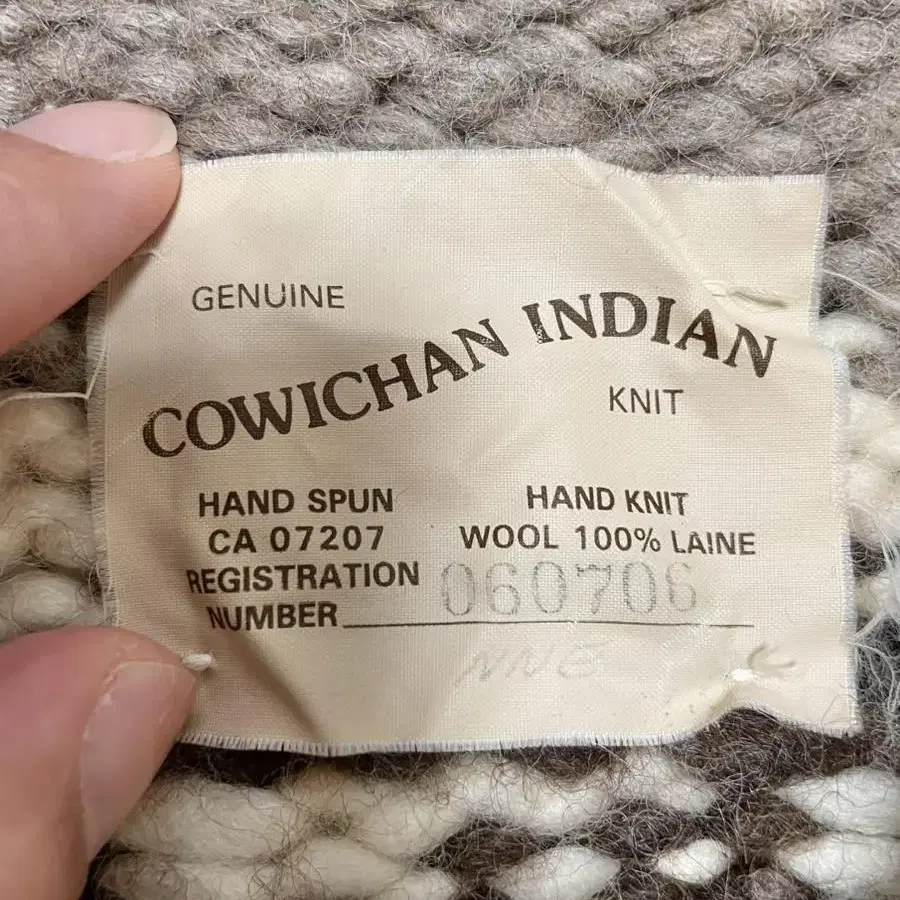 GENUINE
COWICHAN INDIAN
KNIT
HAND SPUN
CA 07207
REGISTRATION
NUMBER 060706
HAND KNIT
WOOL 100% LAINE